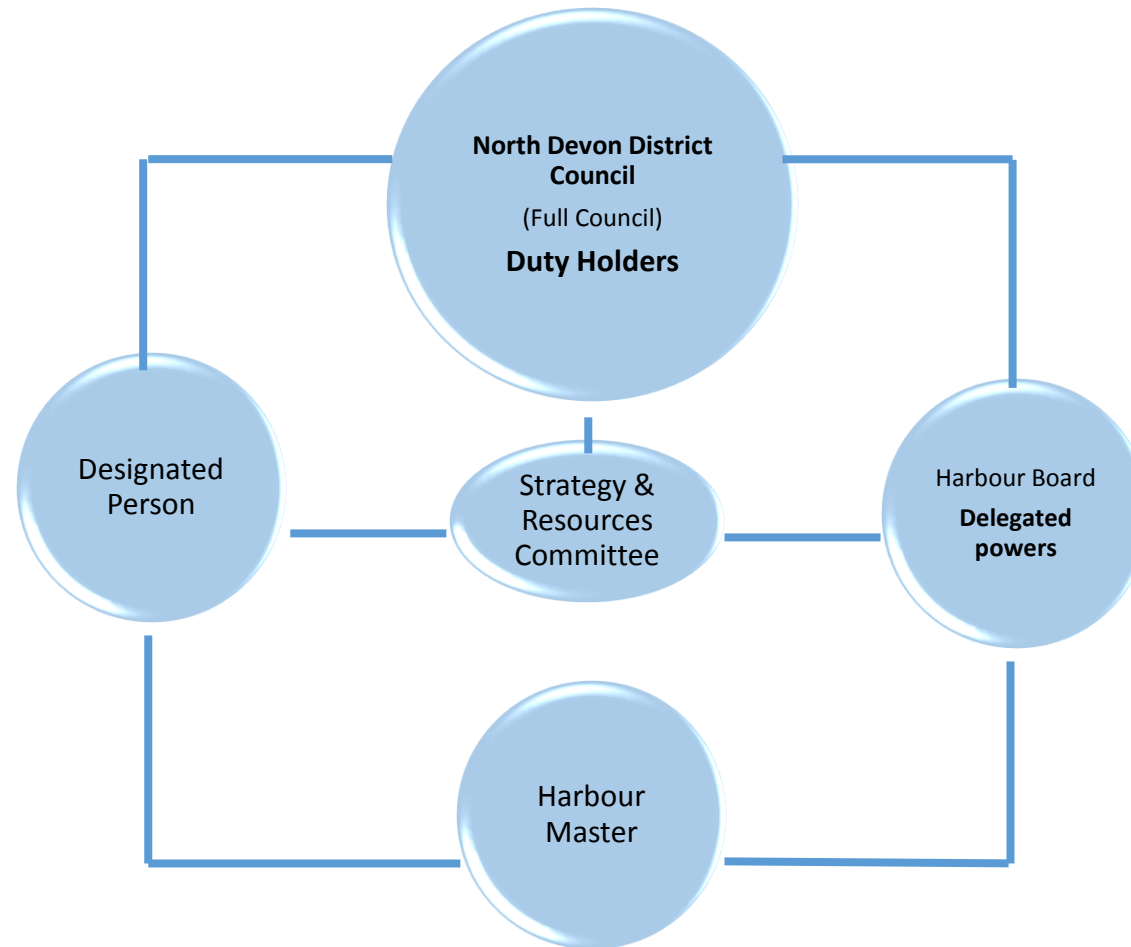 North Devon District
Council
(Full Council)
Duty Holders
Designated
Person
Strategy &
Resources
Committee
Harbour Board
Delegated
powers
Harbour
Master